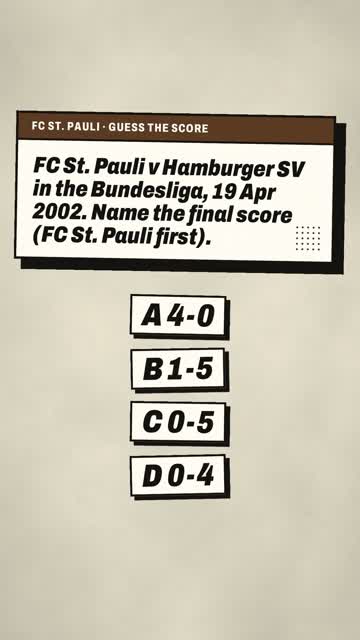 FC ST. PAULI · GUESS THE SCORE
FC St. Pauli v Hamburger SV
in the Bundesliga, 19 Apr
2002. Name the final score
(FC St. Pauli first).
A 4-0
B 1-5
C 0-5
D 0-4